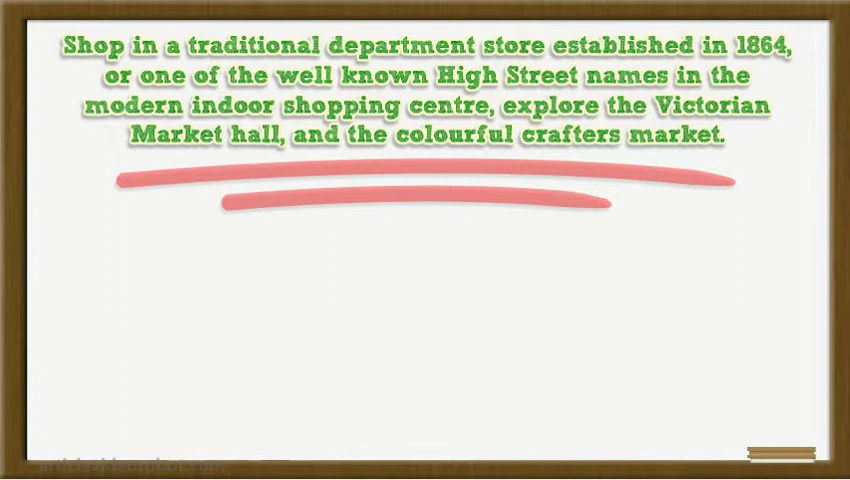 Shop in a traditional department store established in 1864,
or one of the well known High Street names in the
modern indoor shopping centre, explore the Victorian
Market hall, and the colourful crafters market.